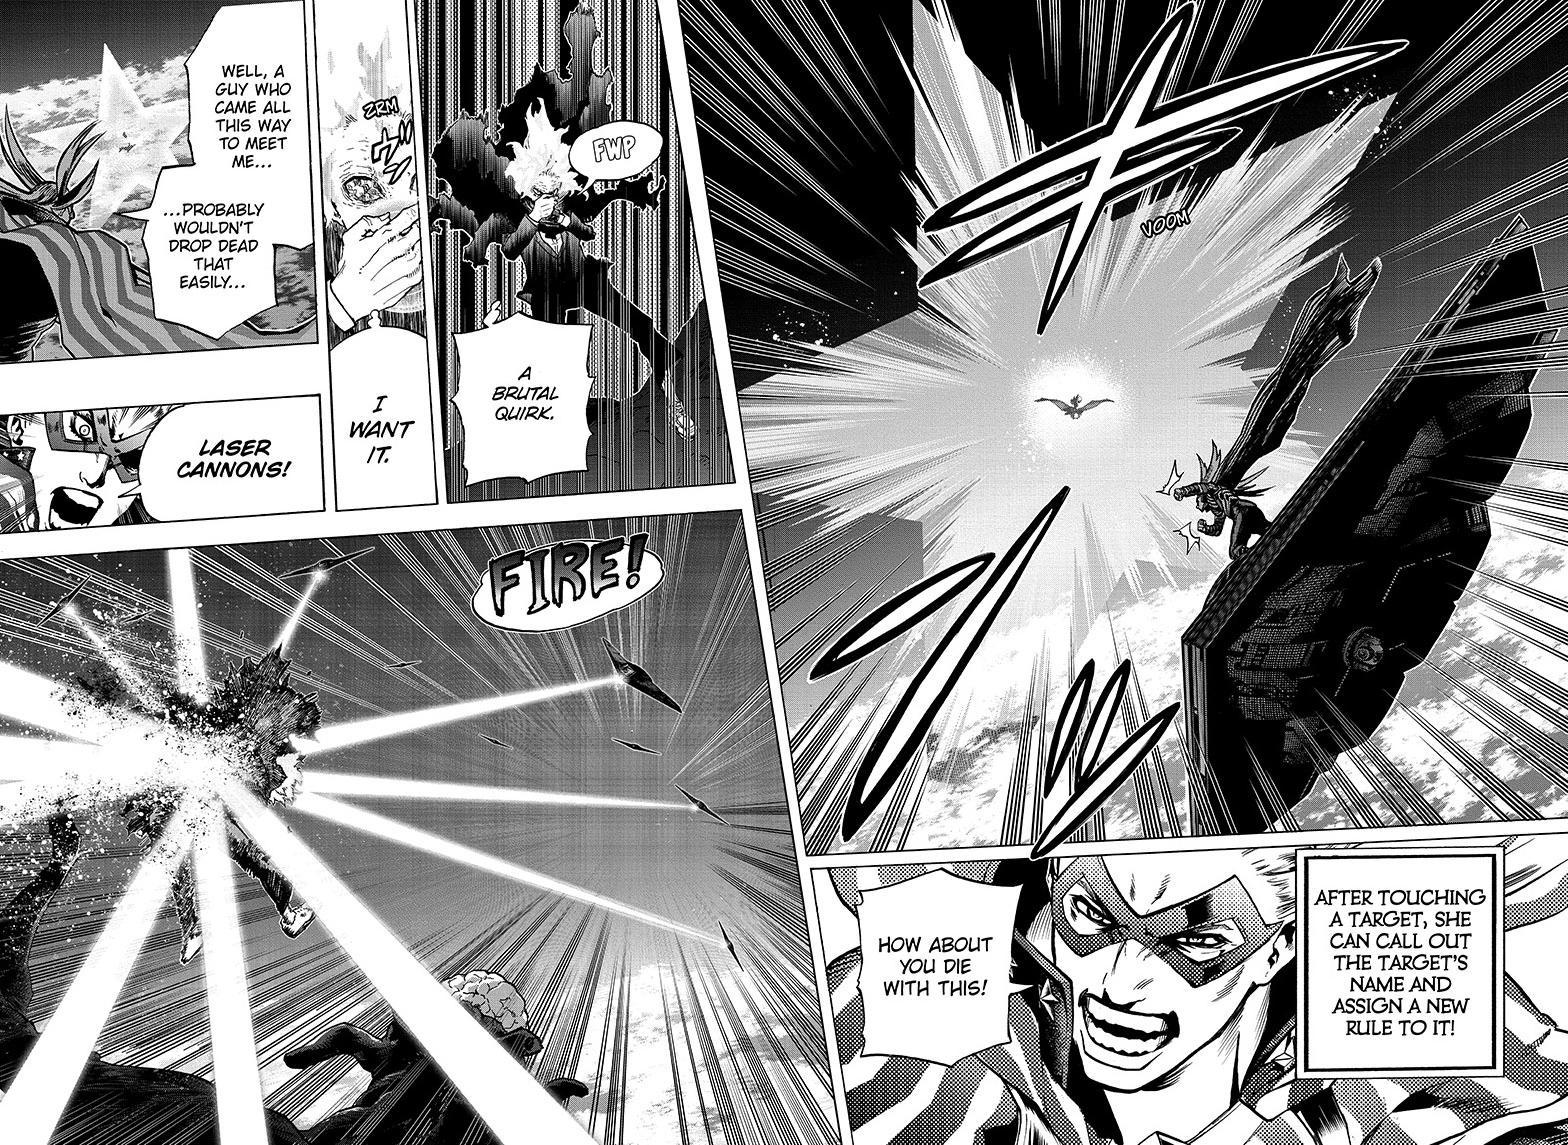 VOOM
AFTER TOUCHING
A TARGET, SHE
CAN CALL OUT
THE TARGET'S
NAME AND
ASSIGN A NEW
RULE TO IT!
HOW ABOUT
YOU DIE
WITH THIS!
FWP
A
BRUTAL
QUIRK.
ZRM
I
WANT
IT.
WELL, A
GUY WHO
CAME ALL
THIS WAY
TO MEET
ME...
...PROBABLY
WOULDN'T
DROP DEAD
THAT
EASILY...
LASER
CANNONS!
FIRE!